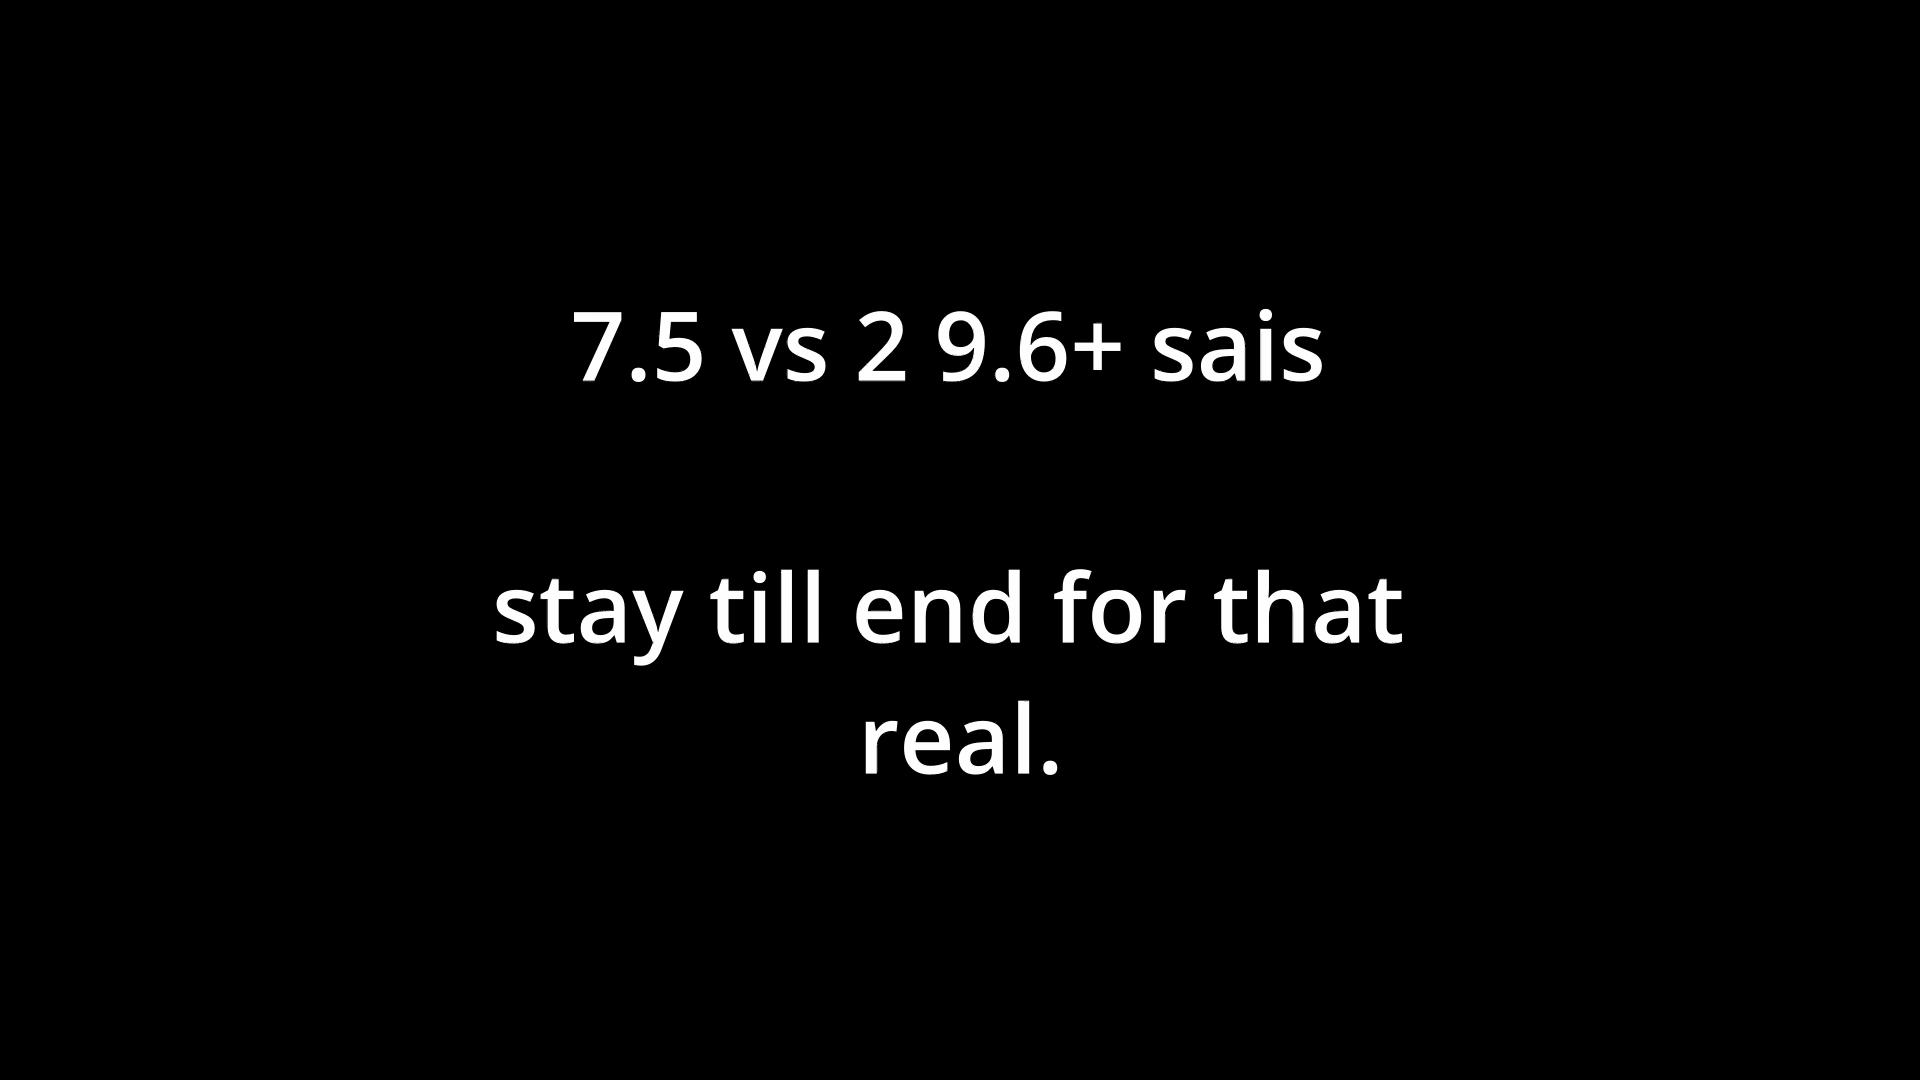 7.5 vs 2 9.6+ sais
stay till end for that
real.